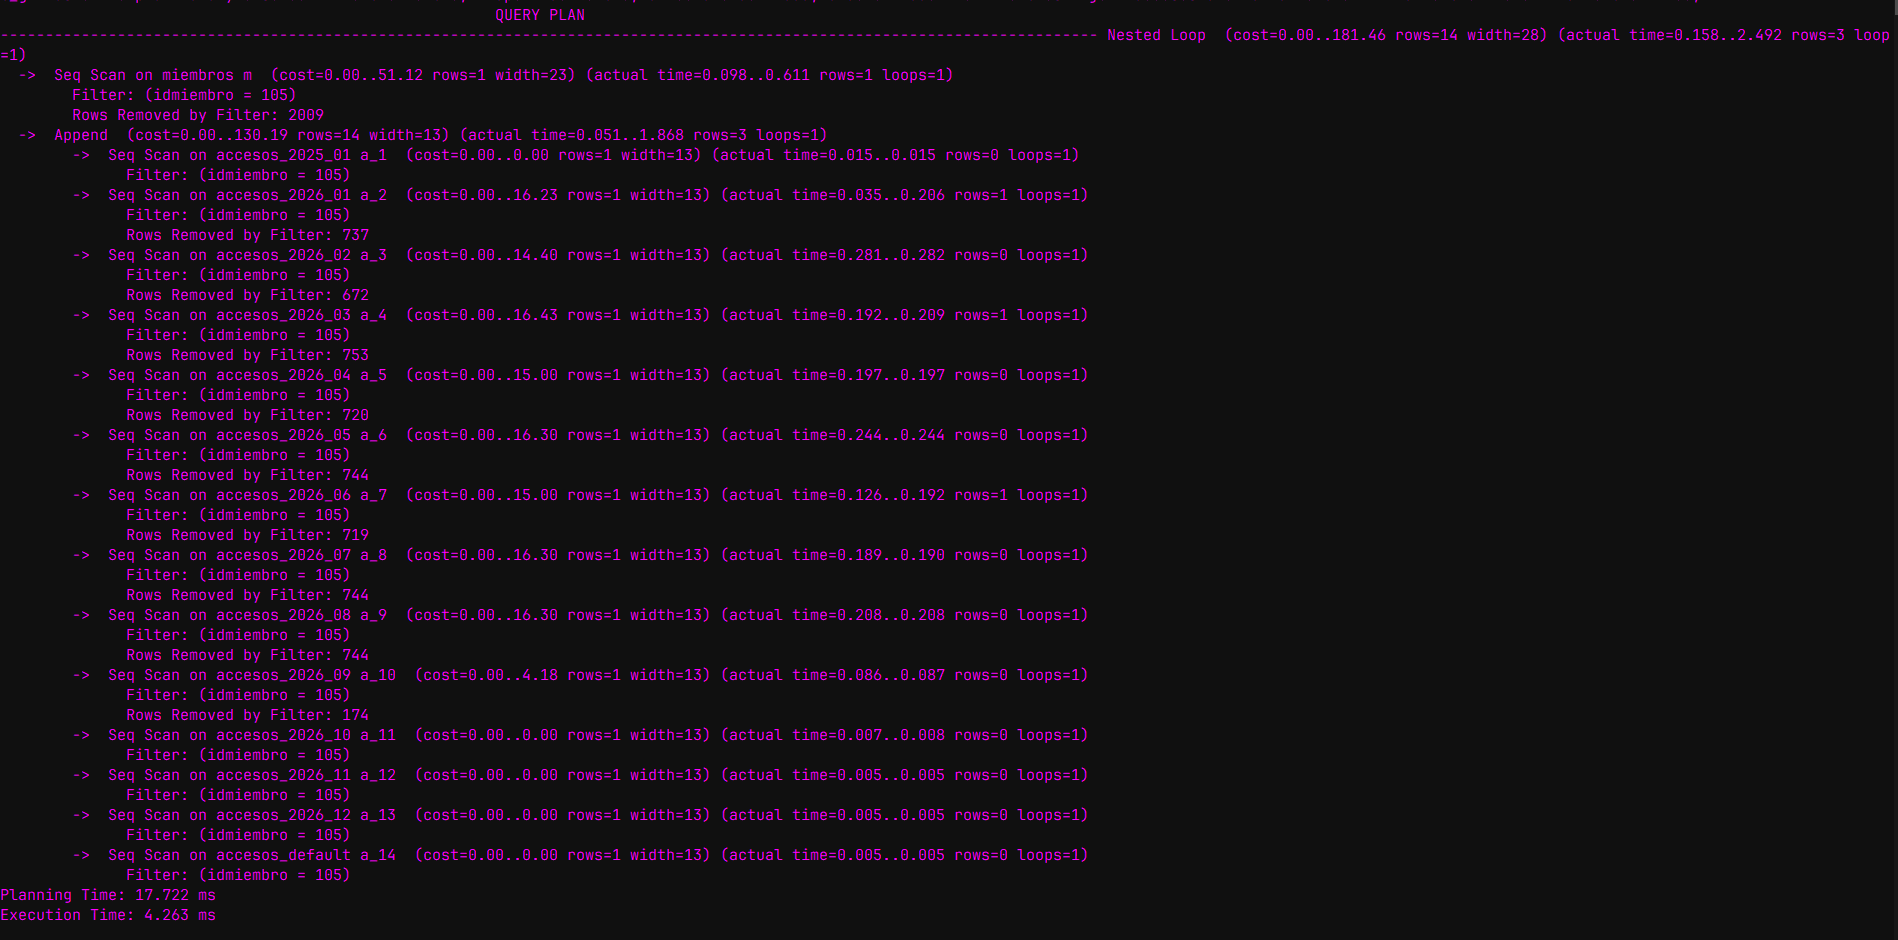 QUERY PLAN
-------------------------------------------------------------------------------------------------------------------------- Nested Loop  (cost=0.00..181.46 rows=14 width=28) (actual time=0.158..2.492 rows=3 loop
=1)
  ->  Seq Scan on miembros m  (cost=0.00..51.12 rows=1 width=23) (actual time=0.098..0.611 rows=1 loops=1)
        Filter: (idmiembro = 105)
        Rows Removed by Filter: 2009
  ->  Append  (cost=0.00..130.19 rows=14 width=13) (actual time=0.051..1.868 rows=3 loops=1)
        ->  Seq Scan on accesos_2025_01 a_1  (cost=0.00..0.00 rows=1 width=13) (actual time=0.015..0.015 rows=0 loops=1)
              Filter: (idmiembro = 105)
        ->  Seq Scan on accesos_2026_01 a_2  (cost=0.00..16.23 rows=1 width=13) (actual time=0.035..0.206 rows=1 loops=1)
              Filter: (idmiembro = 105)
              Rows Removed by Filter: 737
        ->  Seq Scan on accesos_2026_02 a_3  (cost=0.00..14.40 rows=1 width=13) (actual time=0.281..0.282 rows=0 loops=1)
              Filter: (idmiembro = 105)
              Rows Removed by Filter: 672
        ->  Seq Scan on accesos_2026_03 a_4  (cost=0.00..16.43 rows=1 width=13) (actual time=0.192..0.209 rows=1 loops=1)
              Filter: (idmiembro = 105)
              Rows Removed by Filter: 753
        ->  Seq Scan on accesos_2026_04 a_5  (cost=0.00..15.00 rows=1 width=13) (actual time=0.197..0.197 rows=0 loops=1)
              Filter: (idmiembro = 105)
              Rows Removed by Filter: 720
        ->  Seq Scan on accesos_2026_05 a_6  (cost=0.00..16.30 rows=1 width=13) (actual time=0.244..0.244 rows=0 loops=1)
              Filter: (idmiembro = 105)
              Rows Removed by Filter: 744
        ->  Seq Scan on accesos_2026_06 a_7  (cost=0.00..15.00 rows=1 width=13) (actual time=0.126..0.192 rows=1 loops=1)
              Filter: (idmiembro = 105)
              Rows Removed by Filter: 719
        ->  Seq Scan on accesos_2026_07 a_8  (cost=0.00..16.30 rows=1 width=13) (actual time=0.189..0.190 rows=0 loops=1)
              Filter: (idmiembro = 105)
              Rows Removed by Filter: 744
        ->  Seq Scan on accesos_2026_08 a_9  (cost=0.00..16.30 rows=1 width=13) (actual time=0.208..0.208 rows=0 loops=1)
              Filter: (idmiembro = 105)
              Rows Removed by Filter: 744
        ->  Seq Scan on accesos_2026_09 a_10  (cost=0.00..4.18 rows=1 width=13) (actual time=0.086..0.087 rows=0 loops=1)
              Filter: (idmiembro = 105)
              Rows Removed by Filter: 174
        ->  Seq Scan on accesos_2026_10 a_11  (cost=0.00..0.00 rows=1 width=13) (actual time=0.007..0.008 rows=0 loops=1)
              Filter: (idmiembro = 105)
        ->  Seq Scan on accesos_2026_11 a_12  (cost=0.00..0.00 rows=1 width=13) (actual time=0.005..0.005 rows=0 loops=1)
              Filter: (idmiembro = 105)
        ->  Seq Scan on accesos_2026_12 a_13  (cost=0.00..0.00 rows=1 width=13) (actual time=0.005..0.005 rows=0 loops=1)
              Filter: (idmiembro = 105)
        ->  Seq Scan on accesos_default a_14  (cost=0.00..0.00 rows=1 width=13) (actual time=0.005..0.005 rows=0 loops=1)
              Filter: (idmiembro = 105)
Planning Time: 17.722 ms
Execution Time: 4.263 ms